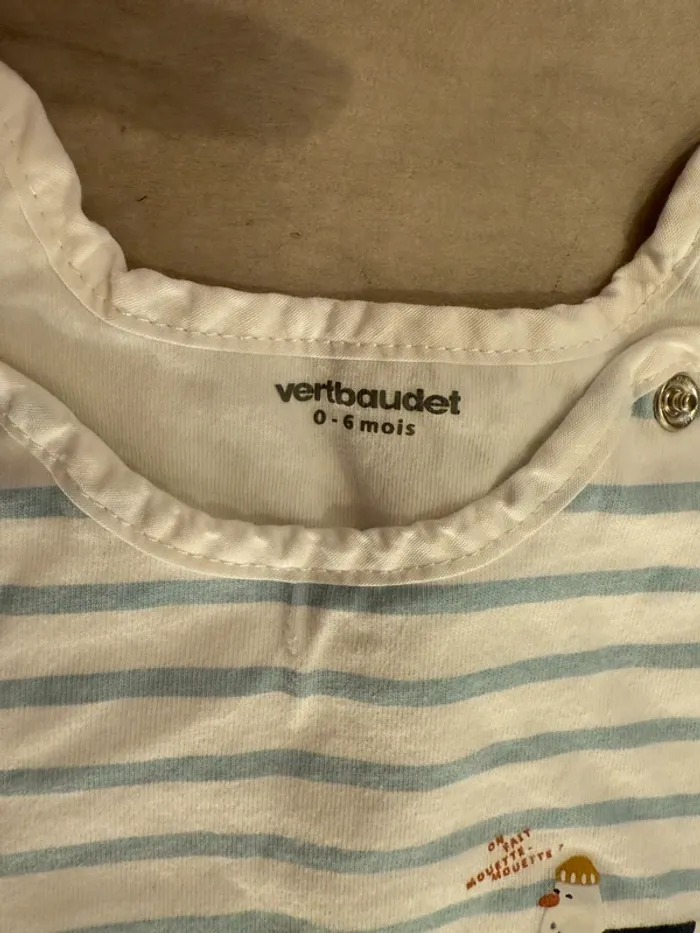 vertbaudet
0 - 6 mois
ON
FAIT
MOUETTE-
MOUETTE ?